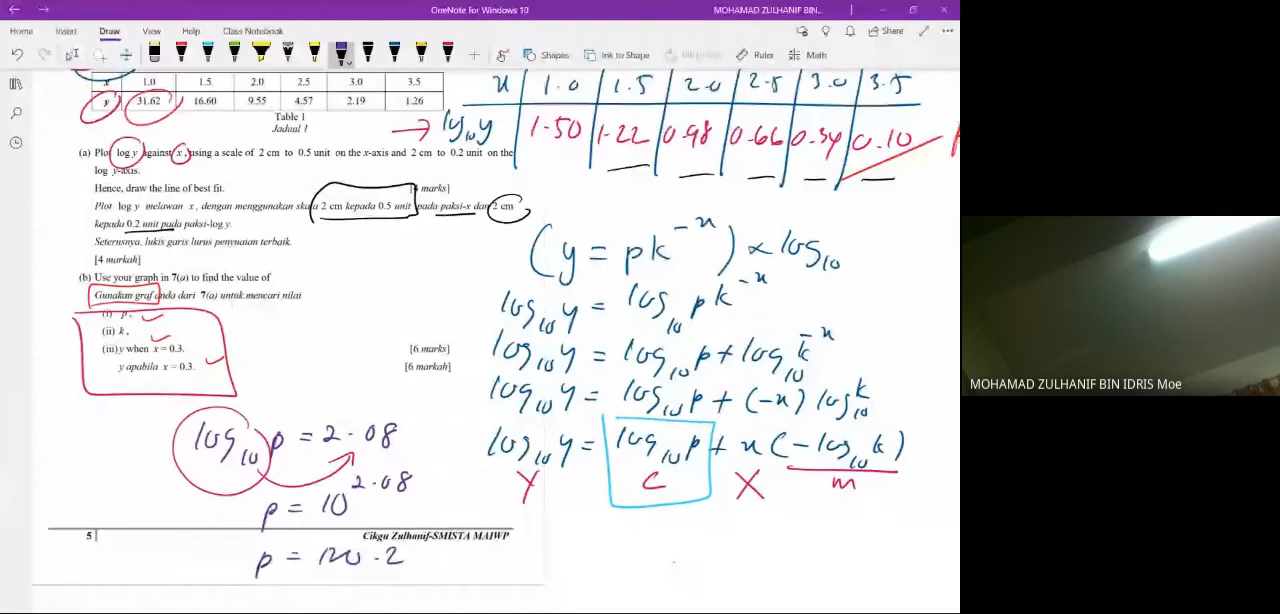 OneNote for Windows 10
MOHAMAD ZULHANIF BIN...
Home Insert Draw View Help Class Notebook
Share
Shapes Ink to Shape Ink to Text Ruler Math
x 1.0 1.5 2.0 2.5 3.0 3.5
y 31.62 16.60 9.55 4.57 2.19 1.26
Table 1
Jadual 1
x 1.0 1.5 2.0 2.5 3.0 3.5
log10 y 1.50 1.22 0.98 0.66 0.34 0.10
(a) Plot log y against x, using a scale of 2 cm to 0.5 unit on the x-axis and 2 cm to 0.2 unit on the
log y-axis.
Hence, draw the line of best fit.
[4 marks]
Plot log y melawan x, dengan menggunakan skala 2 cm kepada 0.5 unit pada paksi-x dan 2 cm
kepada 0.2 unit pada paksi-log y.
Seterusnya, lukis garis lurus penyuaian terbaik.
[4 markah]
(b) Use your graph in 7(a) to find the value of
Gunakan graf anda dari 7(a) untuk mencari nilai
(i) p,
(ii) k,
(iii) y when x = 0.3.
[6 marks]
y apabila x = 0.3.
[6 markah]
log10 p = 2.08
p = 10^2.08
p = 120.2
5| Cikgu Zulhanif-SMISTA MAIWP
(y = pk^-x) × log10
log10 y = log10 pk^-x
log10 y = log10 p + log10 k^-x
log10 y = log10 p + (-x) log10 k
log10 y = log10 p + x (-log10 k)
Y C X m
MOHAMAD ZULHANIF BIN IDRIS Moe